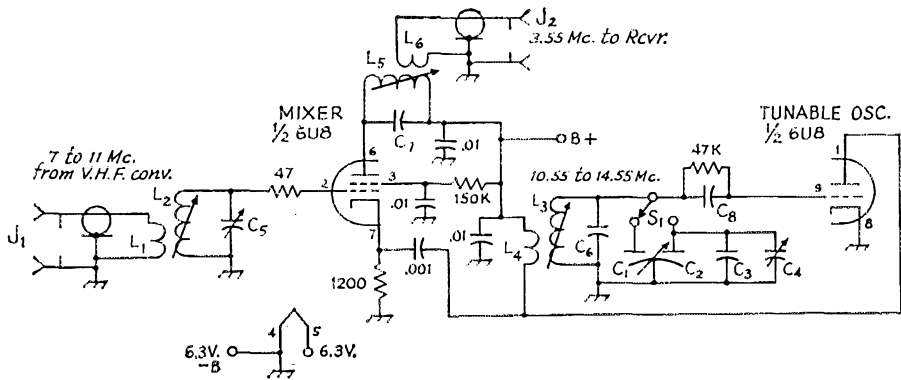 J2
L6
3.55 Mc. to Rcvr.
L5
MIXER
1/2 6U8
TUNABLE OSC.
1/2 6U8
C7
.01
B+
6
1
7 to 11 Mc.
from V.H.F. conv.
47
2
3
.01
150K
10.55 to 14.55 Mc.
47K
9
L2
L3
S1
C8
8
J1
L1
C5
7
.001
.01
L4
C6
C1
C2
C3
C4
1200
4
5
6.3V.
-B
6.3V.